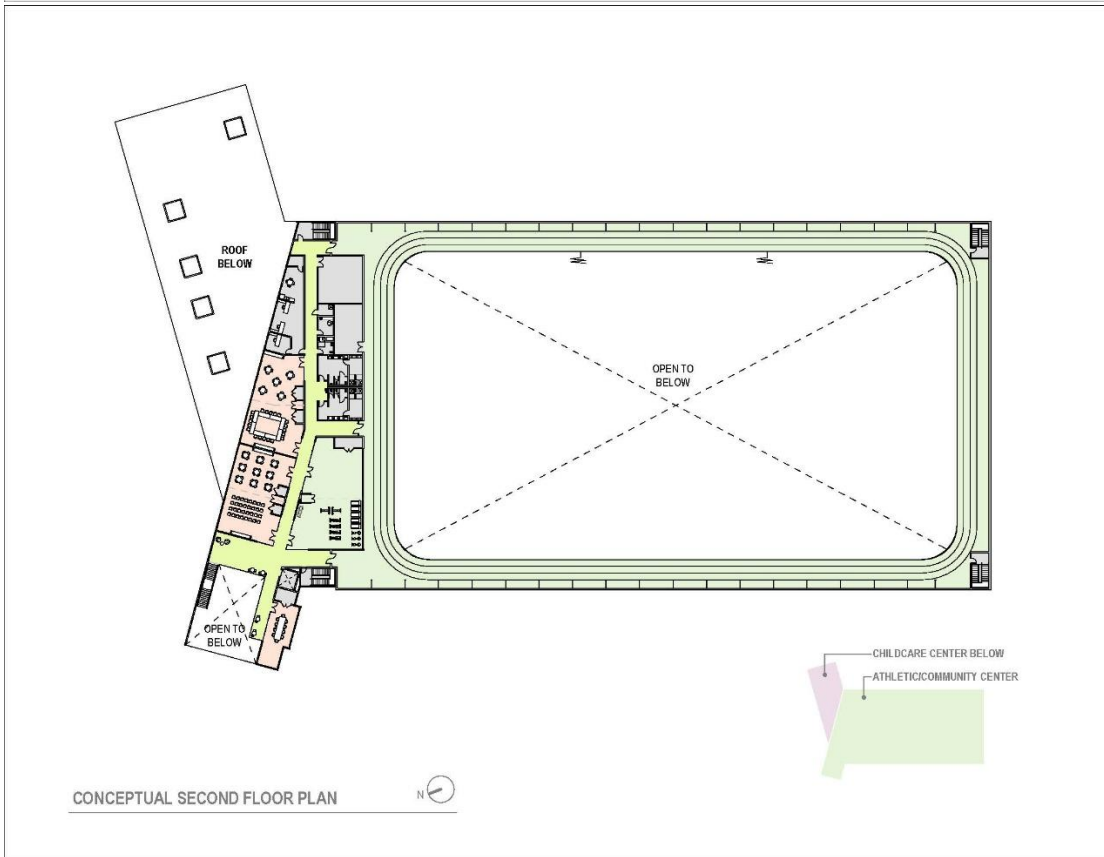 ROOF
BELOW
OPEN TO
BELOW
OPEN TO
BELOW
CHILDCARE CENTER BELOW
ATHLETIC/COMMUNITY CENTER
CONCEPTUAL SECOND FLOOR PLAN
N